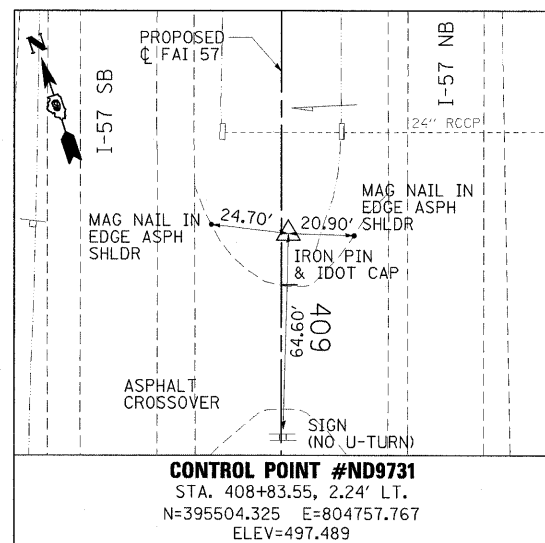 PROPOSED
℄ FAI 57
N
I-57 SB
I-57 NB
24" RCCP
MAG NAIL IN
EDGE ASPH
SHLDR
24.70'
20.90'
MAG NAIL IN
EDGE ASPH
SHLDR
IRON PIN
& IDOT CAP
409
64.60'
ASPHALT
CROSSOVER
SIGN
(NO U-TURN)
CONTROL POINT #ND9731
STA. 408+83.55, 2.24' LT.
N=395504.325 E=804757.767
ELEV=497.489